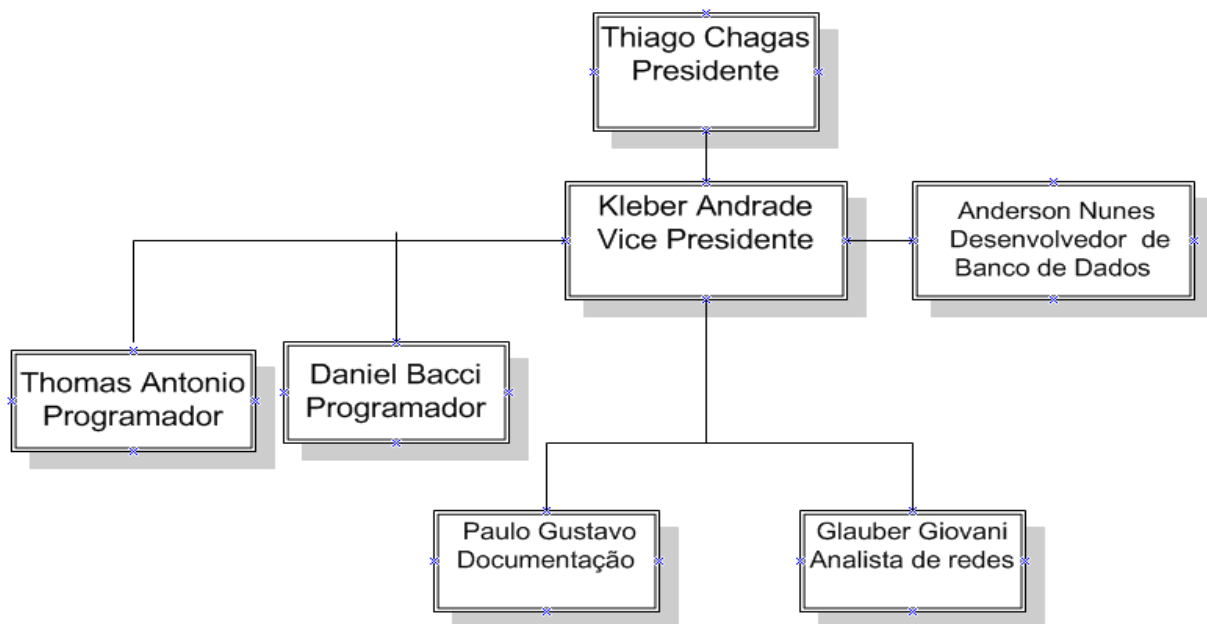 Thiago Chagas
Presidente
Kleber Andrade
Vice Presidente
Anderson Nunes
Desenvolvedor de
Banco de Dados
Thomas Antonio
Programador
Daniel Bacci
Programador
Paulo Gustavo
Documentação
Glauber Giovani
Analista de redes